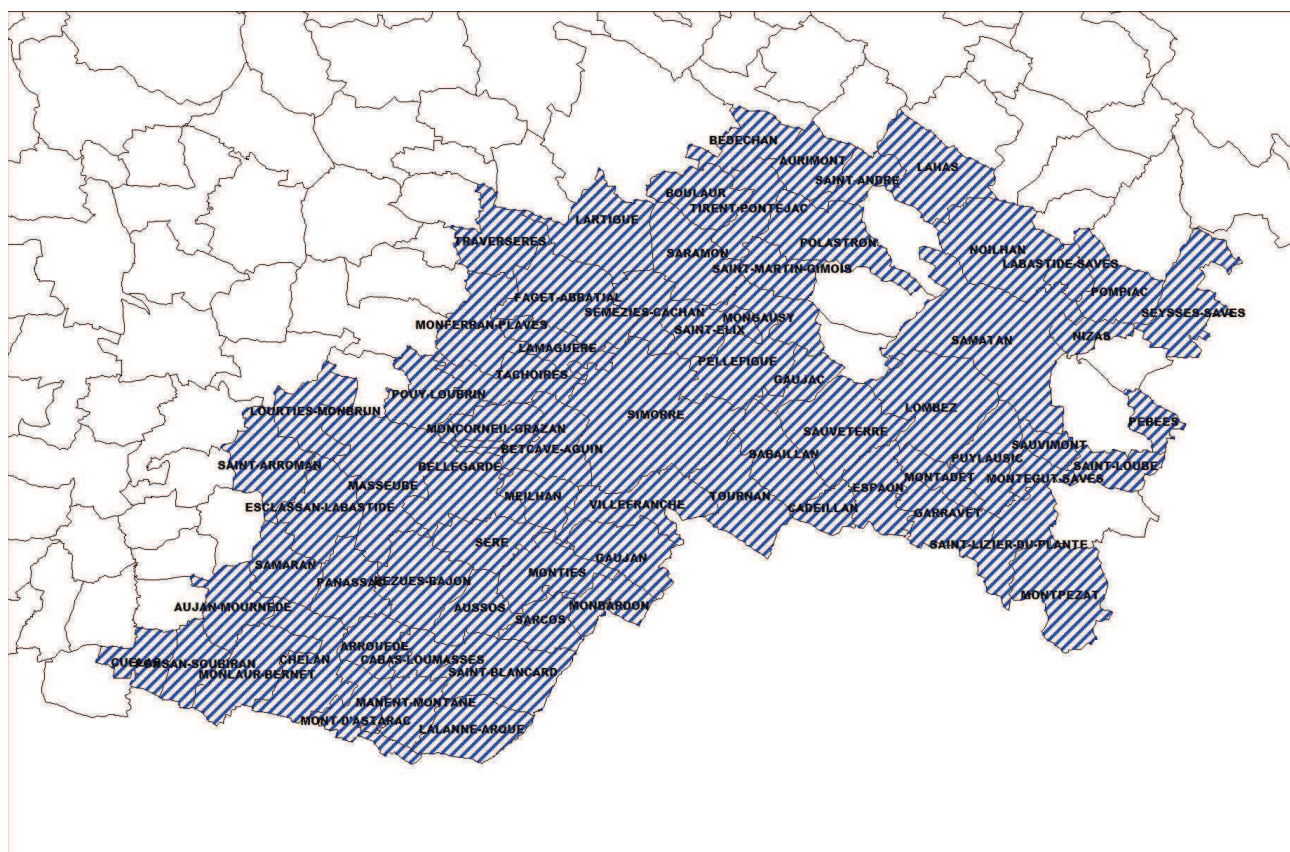 BEDECHAN
AURIMONT
LAHAS
SAINT-ANDRE
BOULAUR
TIRENT-PONTEJAC
LARTIGUE
TRAVERSERES
POLASTRON
SARAMON
NOILHAN
LABASTIDE-SAVES
SAINT-MARTIN-GIMOIS
POMPIAC
FAGET-ABBATIAL
SEMEZIES-CACHAN
MONGAUSY
SEYSSES-SAVES
MONFERRAN-PLAVES
SAINT-ELIX
NIZAS
SAMATAN
LAMAGUERE
PELLEFIGUE
TACHOIRES
GAUJAC
POUY-LOUBRIN
LOURTIES-MONBRUN
LOMBEZ
SIMORRE
PEBEES
MONCORNEIL-GRAZAN
SAUVETERRE
SAUVIMONT
BETCAVE-AGUIN
SABAILLAN
PUYLAUSIC
SAINT-ARROMAN
BELLEGARDE
SAINT-LOUBE
MONTADET
MONTEGUT-SAVES
MASSEUBE
ESPAON
MEILHAN
TOURNAN
VILLEFRANCHE
ESCLASSAN-LABASTIDE
CADEILLAN
GARRAVET
SERE
SAINT-LIZIER-DU-PLANTE
GAUJAN
SAMARAN
MONTIES
PANASSAC
BEZUES-BAJON
MONTPEZAT
AUJAN-MOURNEDE
AUSSOS
MONBARDON
SARCOS
ARROUEDE
CHELAN
CABAS-LOUMASSES
CUELAS
SAINT-BLANCARD
MONLAUR-BERNET
MANENT-MONTANE
MONT-D'ASTARAC
LALANNE-ARQUE